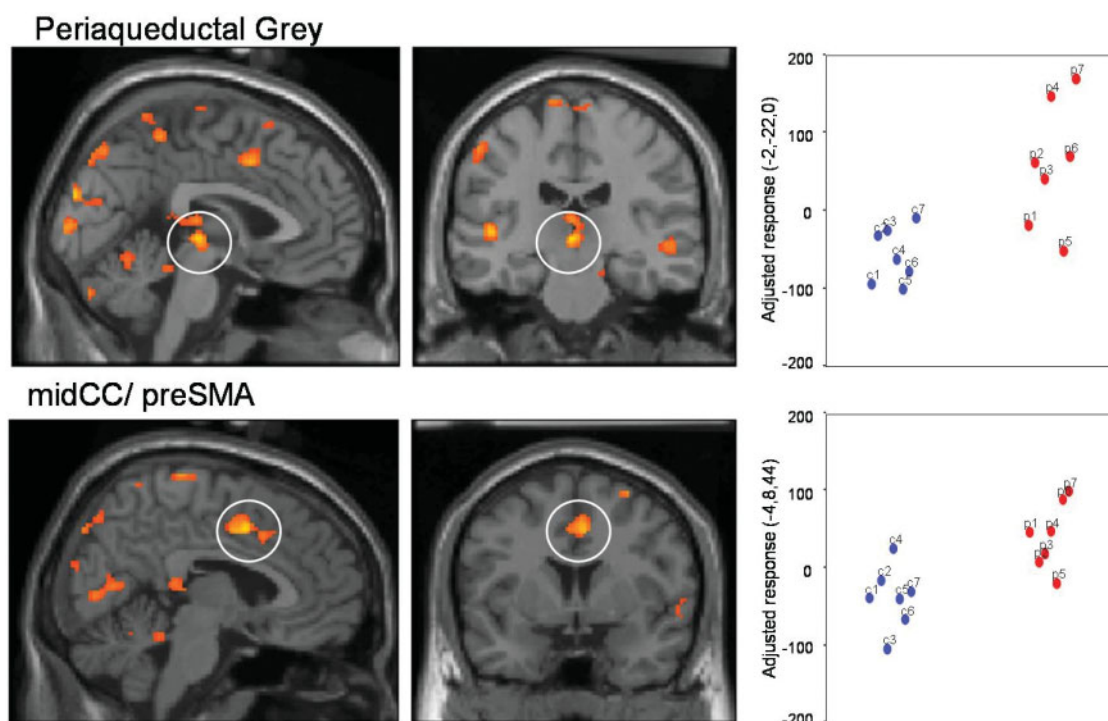 Periaqueductal Grey
Adjusted response (-2,-22,0)
200
100
0
-100
-200
p7
p4
p6
p2
p3
p1
p5
c7
c3
c4
c6
c1
c5
midCC/ preSMA
Adjusted response (-4,8,44)
200
100
0
-100
-200
p7
p1
p4
p3
p5
c4
c2
c1
c5
c7
c6
c3